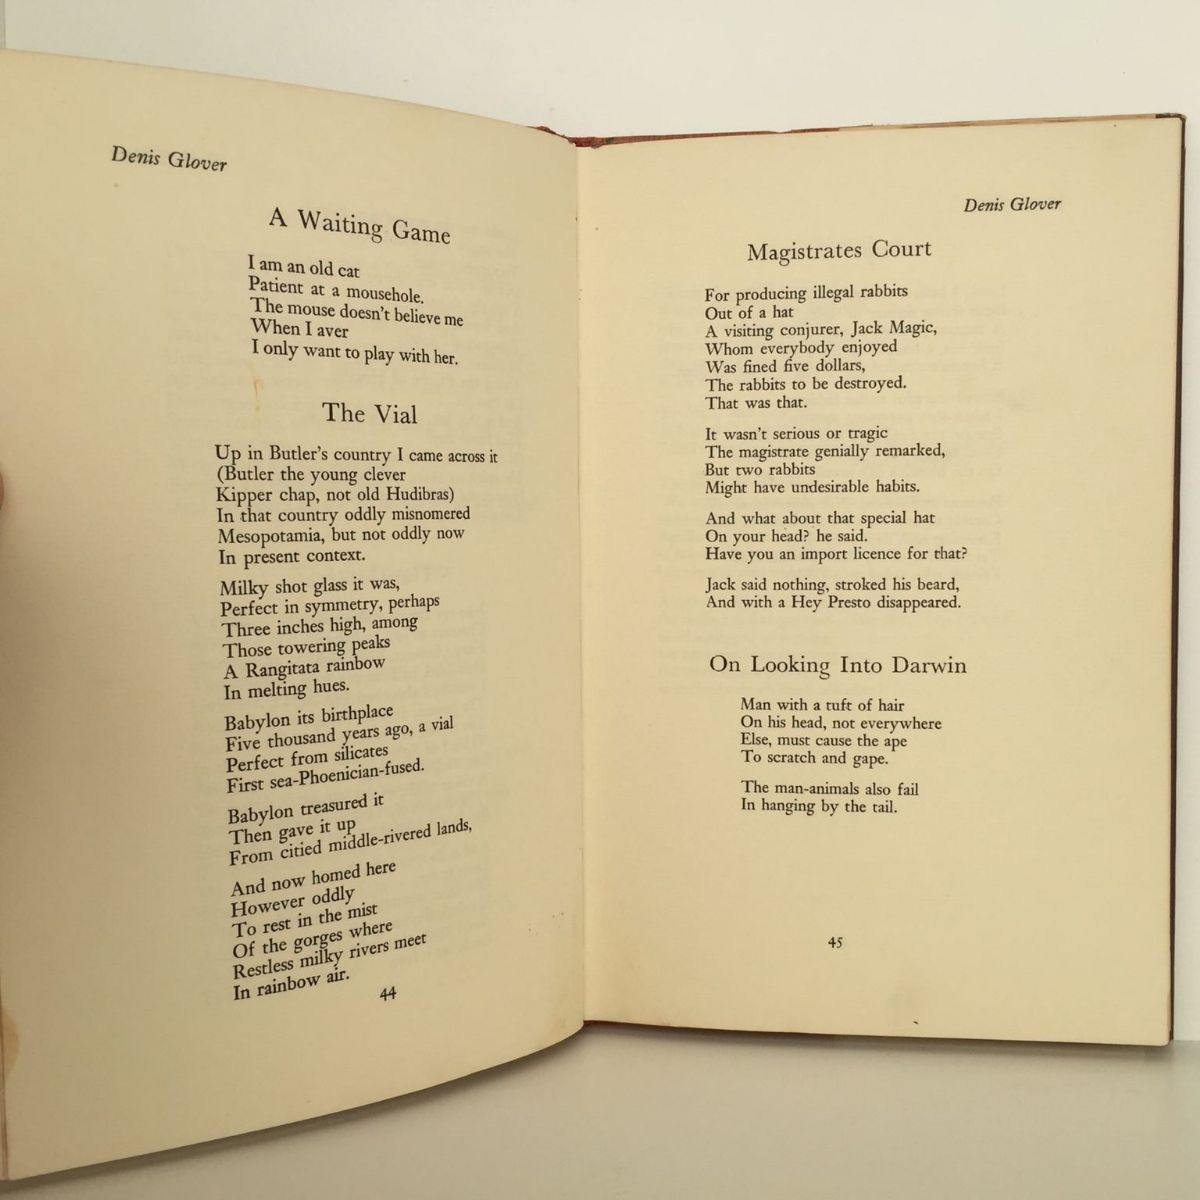 Denis Glover
A Waiting Game
I am an old cat
Patient at a mousehole.
The mouse doesn't believe me
When I aver
I only want to play with her.
The Vial
Up in Butler's country I came across it
(Butler the young clever
Kipper chap, not old Hudibras)
In that country oddly misnomered
Mesopotamia, but not oddly now
In present context.
Milky shot glass it was,
Perfect in symmetry, perhaps
Three inches high, among
Those towering peaks
A Rangitata rainbow
In melting hues.
Babylon its birthplace
Five thousand years ago, a vial
Perfect from silicates
First sea-Phoenician-fused.
Babylon treasured it
Then gave it up
From citied middle-rivered lands,
And now homed here
However oddly
To rest in the mist
Of the gorges where
Restless milky rivers meet
In rainbow air.
44
Denis Glover
Magistrates Court
For producing illegal rabbits
Out of a hat
A visiting conjurer, Jack Magic,
Whom everybody enjoyed
Was fined five dollars,
The rabbits to be destroyed.
That was that.
It wasn't serious or tragic
The magistrate genially remarked,
But two rabbits
Might have undesirable habits.
And what about that special hat
On your head? he said.
Have you an import licence for that?
Jack said nothing, stroked his beard,
And with a Hey Presto disappeared.
On Looking Into Darwin
Man with a tuft of hair
On his head, not everywhere
Else, must cause the ape
To scratch and gape.
The man-animals also fail
In hanging by the tail.
45